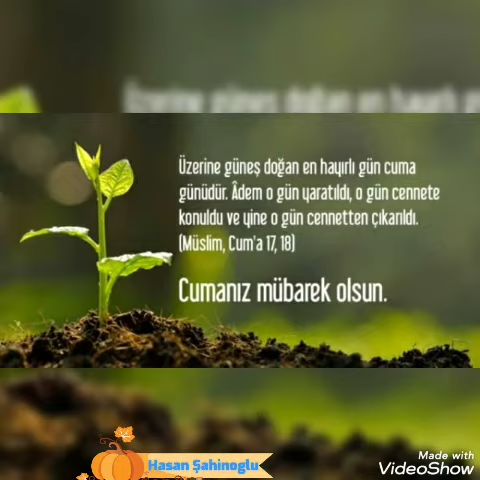 Üzerine güneş doğan en hayırlı gün cuma
günüdür. Âdem o gün yaratıldı, o gün cennete
konuldu ve yine o gün cennetten çıkarıldı.
(Müslim, Cum'a 17, 18)
Cumanız mübarek olsun.
Hasan Şahinoglu
Made with
VideoShow